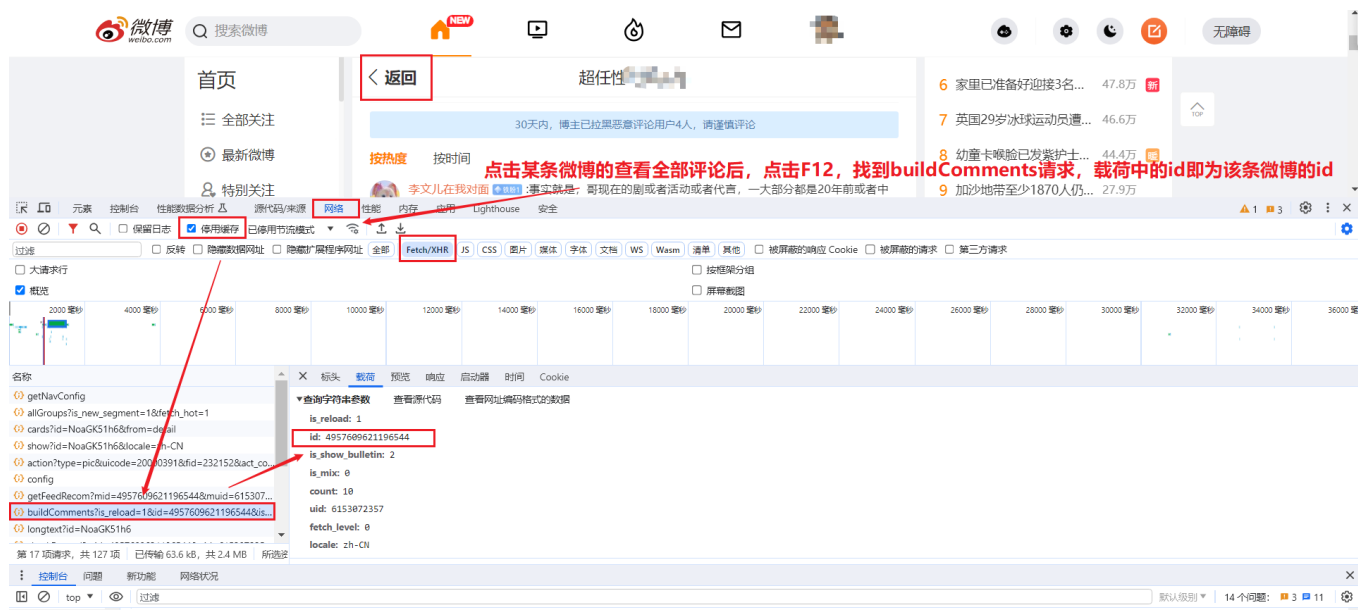 微博
weibo.com
搜索微博
NEW
无障碍
首页
返回
超任性
6 家里已准备好迎接3名... 47.8万 新
全部关注
30天内，博主已拉黑恶意评论用户4人，请谨慎评论
7 英国29岁冰球运动员遭... 46.6万
TOP
最新微博
按热度 按时间
8 幼童卡喉脸已发紫护士... 44.4万 暖
点击某条微博的查看全部评论后，点击F12，找到buildComments请求，载荷中的id即为该条微博的id
特别关注
李文儿在我对面 :事实就是，哥现在的剧或者活动或者代言，一大部分都是20年前或者中
9 加沙地带至少1870人仍... 27.9万
元素 控制台 性能数据分析 源代码/来源 网络 性能 内存 应用 Lighthouse 安全 1 3
保留日志 停用缓存 已停用节流模式
过滤 反转 隐藏数据网址 隐藏扩展程序网址 全部 Fetch/XHR JS CSS 图片 媒体 字体 文档 WS Wasm 清单 其他 被屏蔽的响应 Cookie 被屏蔽的请求 第三方请求
大请求行 按框架分组
概览 屏幕截图
2000 毫秒 4000 毫秒 6000 毫秒 8000 毫秒 10000 毫秒 12000 毫秒 14000 毫秒 16000 毫秒 18000 毫秒 20000 毫秒 22000 毫秒 24000 毫秒 26000 毫秒 28000 毫秒 30000 毫秒 32000 毫秒 34000 毫秒 36000 毫
名称 标头 载荷 预览 响应 启动器 时间 Cookie
getNavConfig
查询字符串参数 查看源代码 查看网址编码格式的数据
allGroups?is_new_segment=1&fetch_hot=1
is_reload: 1
cards?id=NoaGK51h6&from=detail
id: 4957609621196544
show?id=NoaGK51h6&locale=zh-CN
is_show_bulletin: 2
action?type=pic&uicode=20000391&fid=232152&act_co...
is_mix: 0
config
count: 10
getFeedRecom?mid=4957609621196544&muid=615307...
uid: 6153072357
buildComments?is_reload=1&id=4957609621196544&is...
fetch_level: 0
longtext?id=NoaGK51h6
locale: zh-CN
第 17 项请求，共 127 项 已传输 63.6 kB，共 2.4 MB 所选资
控制台 问题 新功能 网络状况
top 过滤 默认级别 14 个问题: 3 11